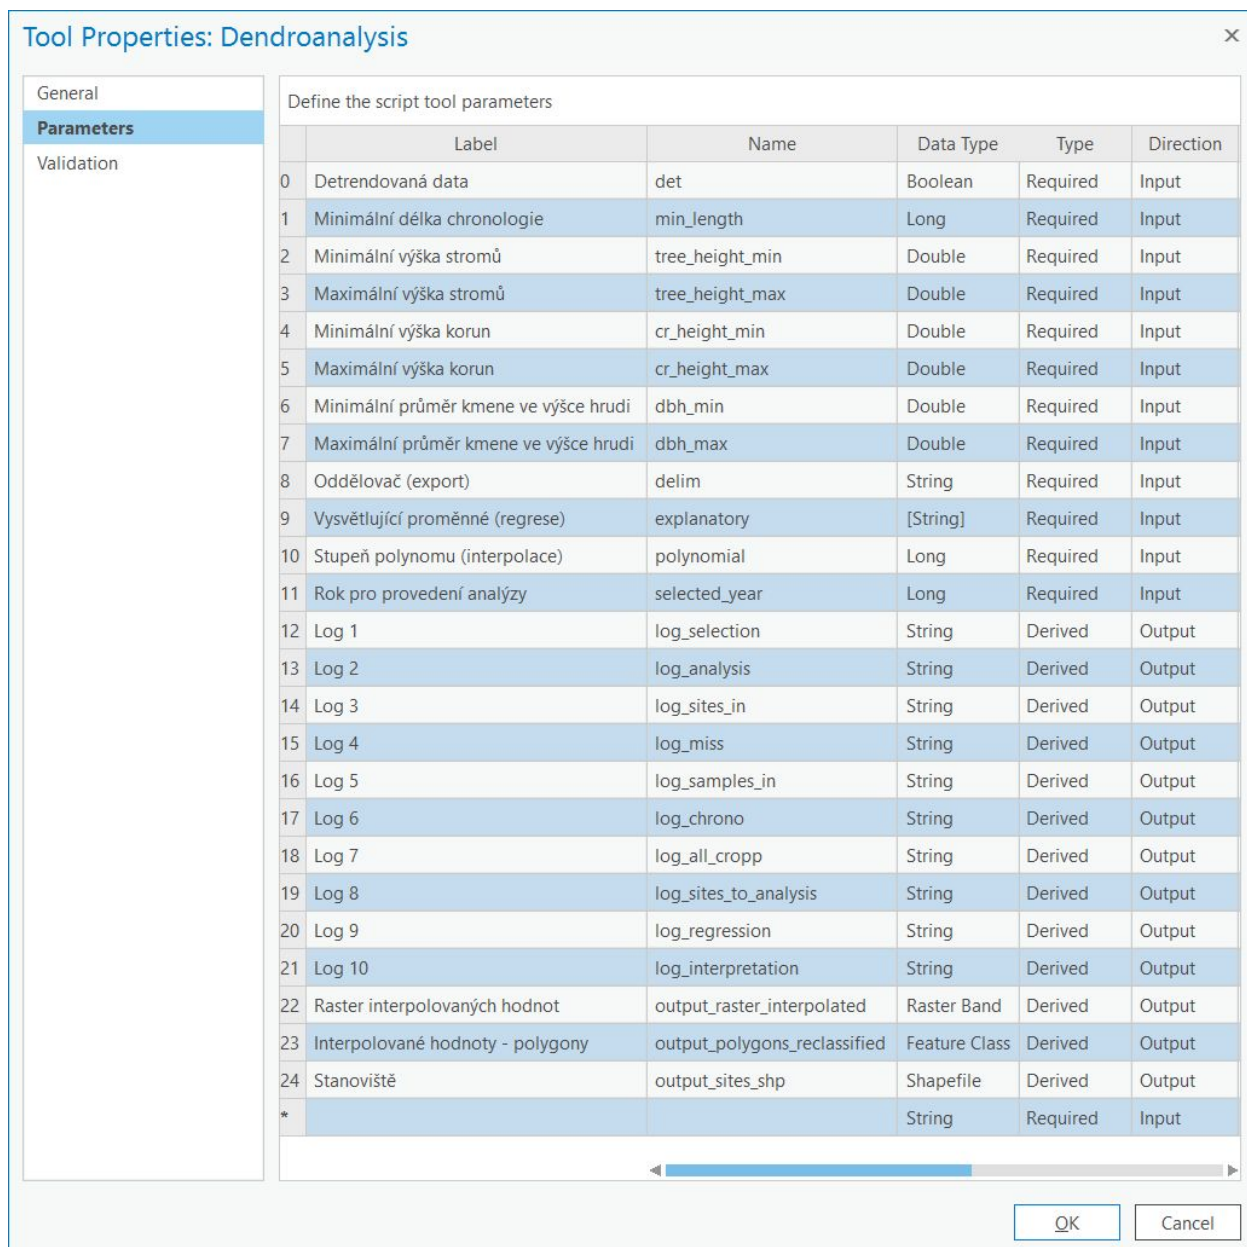 Tool Properties: Dendroanalysis
General
Parameters
Validation
Define the script tool parameters
Label Name Data Type Type Direction
0 Detrendovaná data det Boolean Required Input
1 Minimální délka chronologie min_length Long Required Input
2 Minimální výška stromů tree_height_min Double Required Input
3 Maximální výška stromů tree_height_max Double Required Input
4 Minimální výška korun cr_height_min Double Required Input
5 Maximální výška korun cr_height_max Double Required Input
6 Minimální průměr kmene ve výšce hrudi dbh_min Double Required Input
7 Maximální průměr kmene ve výšce hrudi dbh_max Double Required Input
8 Oddělovač (export) delim String Required Input
9 Vysvětlující proměnné (regrese) explanatory [String] Required Input
10 Stupeň polynomu (interpolace) polynomial Long Required Input
11 Rok pro provedení analýzy selected_year Long Required Input
12 Log 1 log_selection String Derived Output
13 Log 2 log_analysis String Derived Output
14 Log 3 log_sites_in String Derived Output
15 Log 4 log_miss String Derived Output
16 Log 5 log_samples_in String Derived Output
17 Log 6 log_chrono String Derived Output
18 Log 7 log_all_cropp String Derived Output
19 Log 8 log_sites_to_analysis String Derived Output
20 Log 9 log_regression String Derived Output
21 Log 10 log_interpretation String Derived Output
22 Raster interpolovaných hodnot output_raster_interpolated Raster Band Derived Output
23 Interpolované hodnoty - polygony output_polygons_reclassified Feature Class Derived Output
24 Stanoviště output_sites_shp Shapefile Derived Output
* String Required Input
OK Cancel